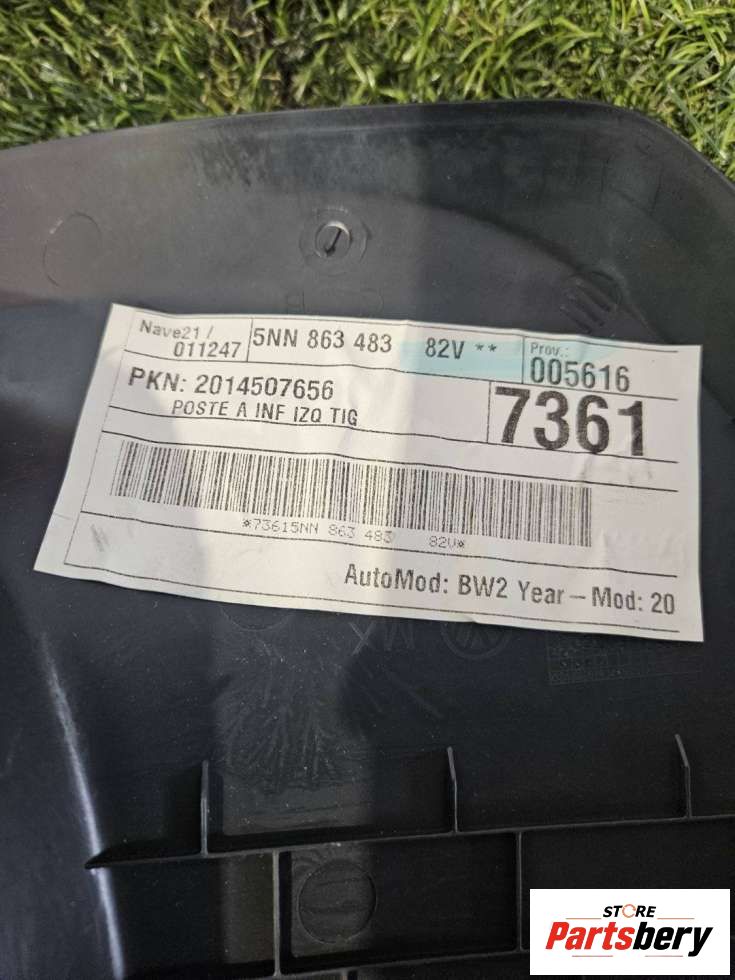 Nave21/
011247
5NN 863 483 82V **
Prov.:
005616
PKN: 2014507656
POSTE A INF IZQ TIG
7361
*73615NN 863 483 82V*
AutoMod: BW2 Year – Mod: 20
MX
STORE
Partsbery